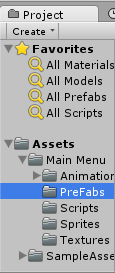 Project
Create
Favorites
All Materials
All Models
All Prefabs
All Scripts
Assets
Main Menu
Animation
PreFabs
Scripts
Sprites
Textures
SampleAsse